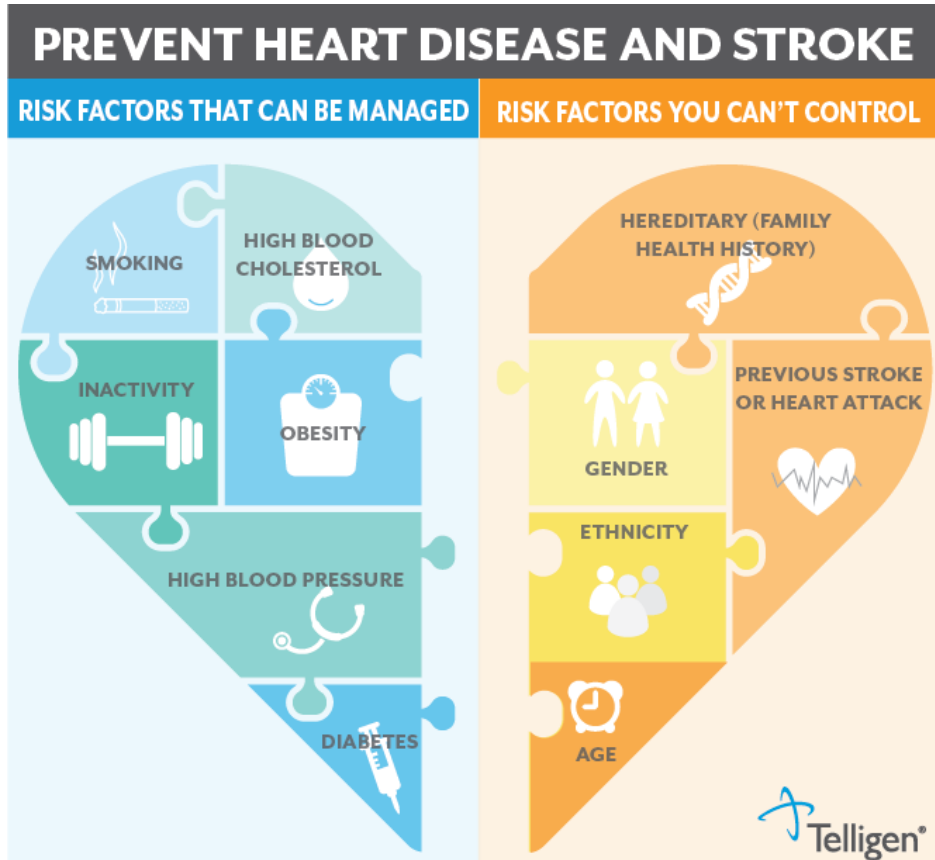 PREVENT HEART DISEASE AND STROKE
RISK FACTORS THAT CAN BE MANAGED
SMOKING
HIGH BLOOD
CHOLESTEROL
INACTIVITY
OBESITY
HIGH BLOOD PRESSURE
DIABETES
RISK FACTORS YOU CAN'T CONTROL
HEREDITARY (FAMILY
HEALTH HISTORY)
GENDER
PREVIOUS STROKE
OR HEART ATTACK
ETHNICITY
AGE
Telligen®